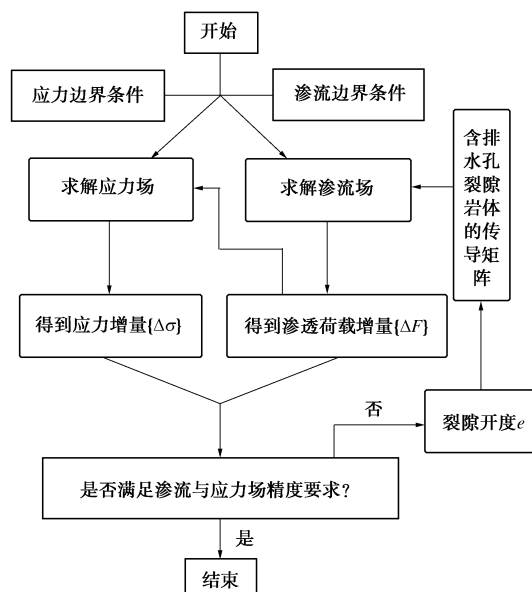 开始
应力边界条件
渗流边界条件
求解应力场
求解渗流场
含排
水孔
裂隙
岩体
的传
导矩
阵
得到应力增量{Δσ}
得到渗透荷载增量{ΔF}
否
裂隙开度e
是否满足渗流与应力场精度要求?
是
结束